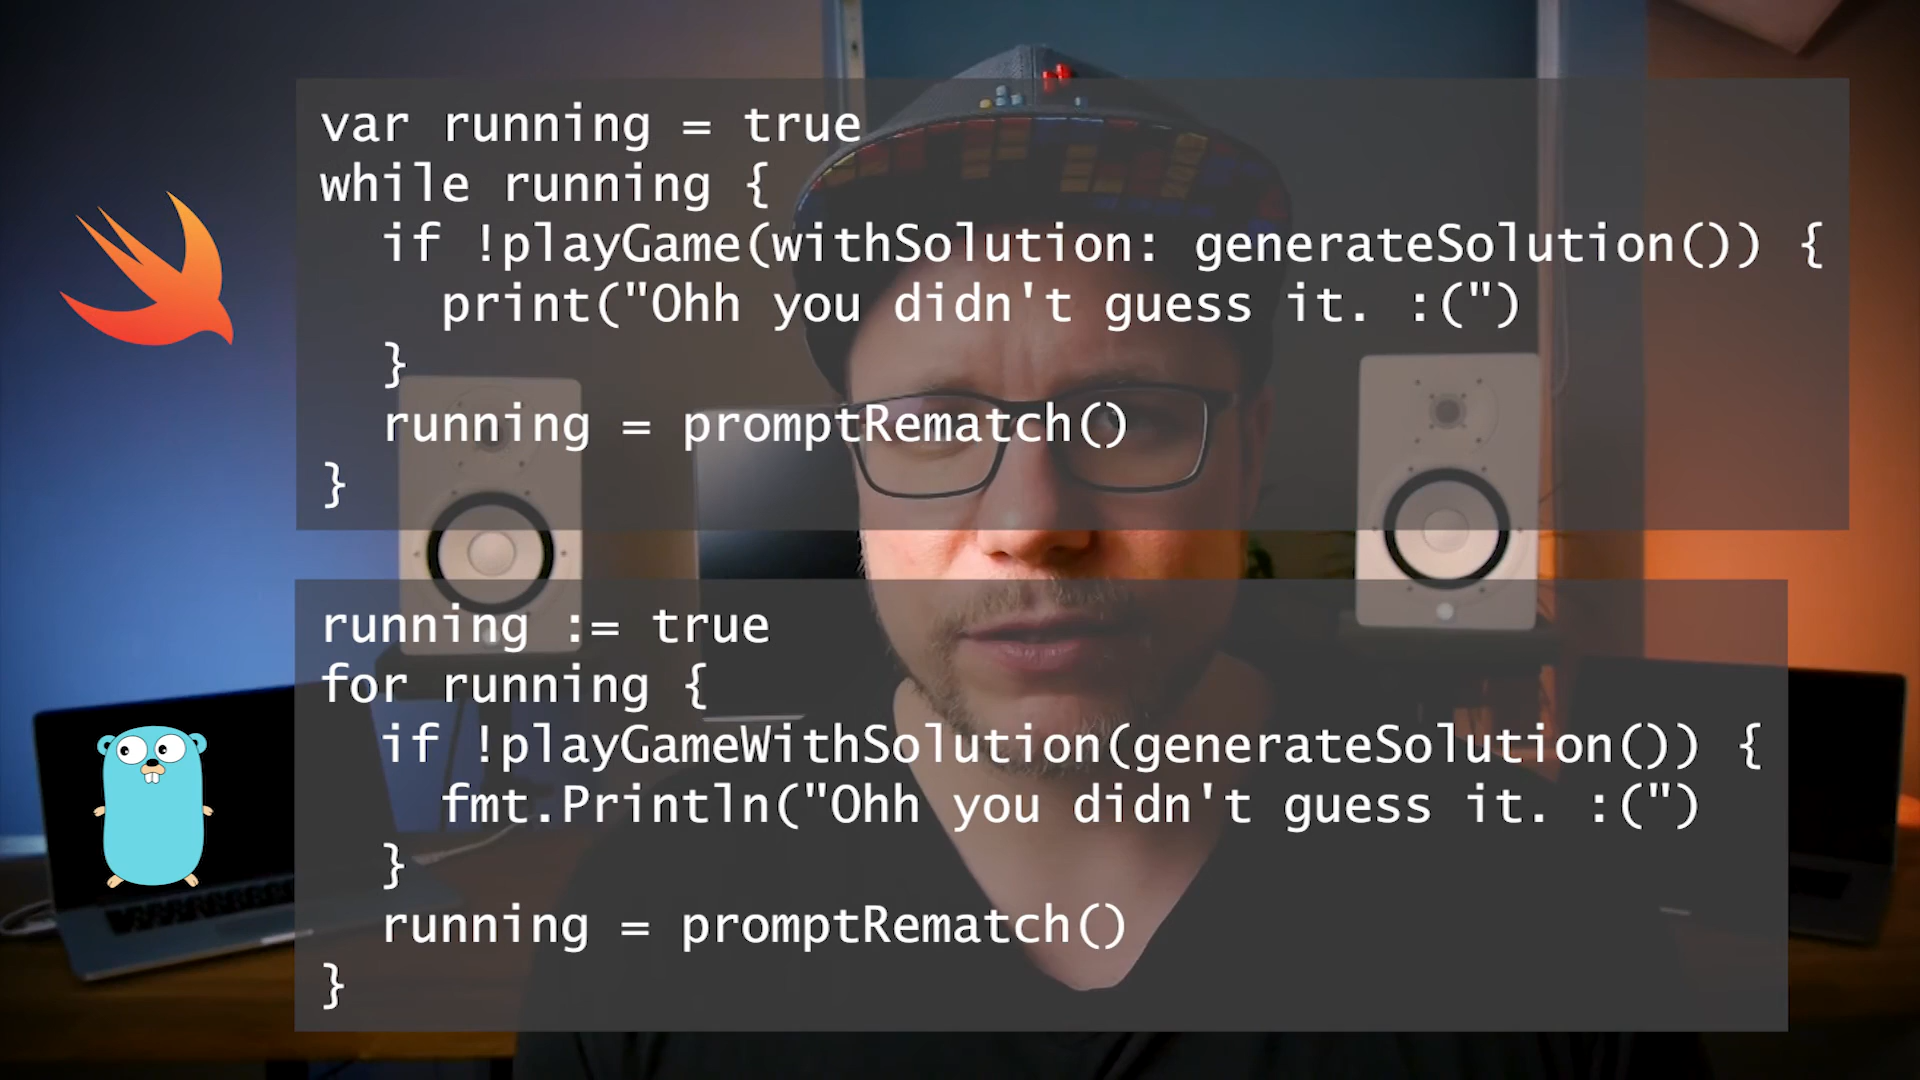 var running = true
while running {
  if !playGame(withSolution: generateSolution()) {
    print("Ohh you didn't guess it. :(")
  }
  running = promptRematch()
}
running := true
for running {
  if !playGameWithSolution(generateSolution()) {
    fmt.Println("Ohh you didn't guess it. :(")
  }
  running = promptRematch()
}